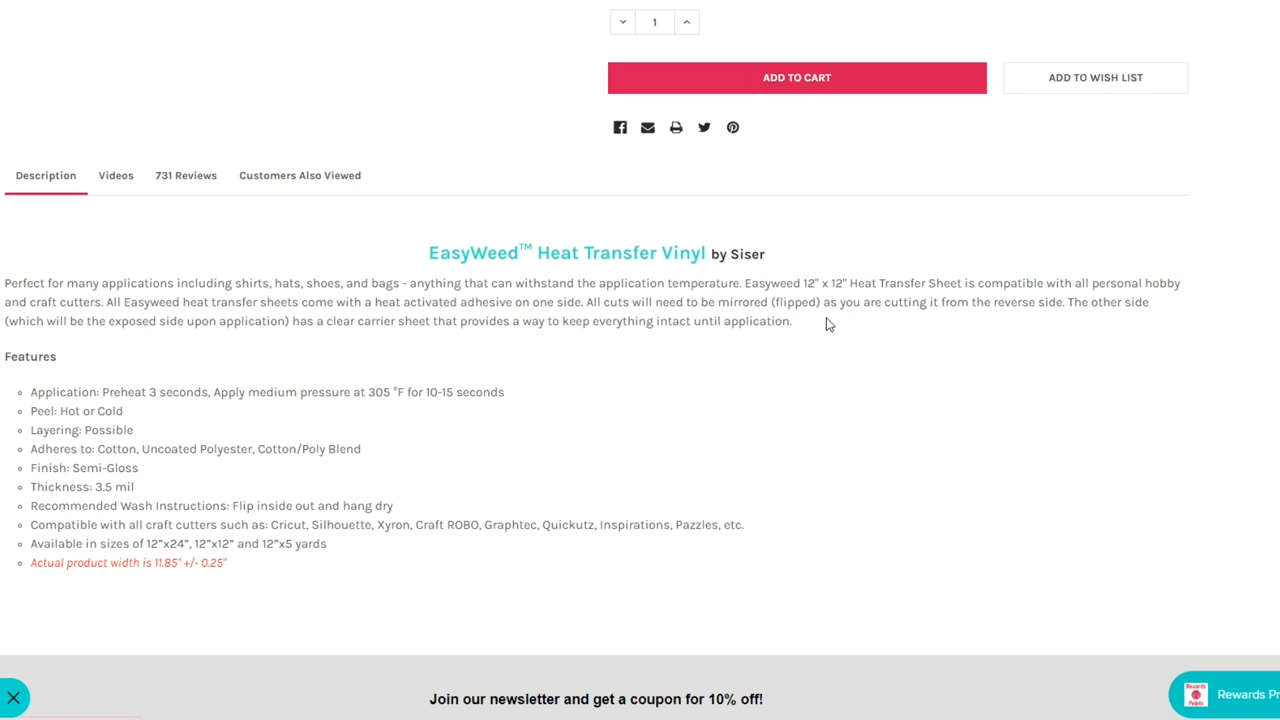 1
ADD TO CART
ADD TO WISH LIST
Description
Videos
731 Reviews
Customers Also Viewed
EasyWeed™ Heat Transfer Vinyl by Siser
Perfect for many applications including shirts, hats, shoes, and bags - anything that can withstand the application temperature. Easyweed 12" x 12" Heat Transfer Sheet is compatible with all personal hobby
and craft cutters. All Easyweed heat transfer sheets come with a heat activated adhesive on one side. All cuts will need to be mirrored (flipped) as you are cutting it from the reverse side. The other side
(which will be the exposed side upon application) has a clear carrier sheet that provides a way to keep everything intact until application.
Features
Application: Preheat 3 seconds, Apply medium pressure at 305 °F for 10-15 seconds
Peel: Hot or Cold
Layering: Possible
Adheres to: Cotton, Uncoated Polyester, Cotton/Poly Blend
Finish: Semi-Gloss
Thickness: 3.5 mil
Recommended Wash Instructions: Flip inside out and hang dry
Compatible with all craft cutters such as: Cricut, Silhouette, Xyron, Craft ROBO, Graphtec, Quickutz, Inspirations, Pazzles, etc.
Available in sizes of 12”x24”, 12”x12” and 12”x5 yards
Actual product width is 11.85" +/- 0.25"
Join our newsletter and get a coupon for 10% off!
Rewards
Points
Rewards Pr